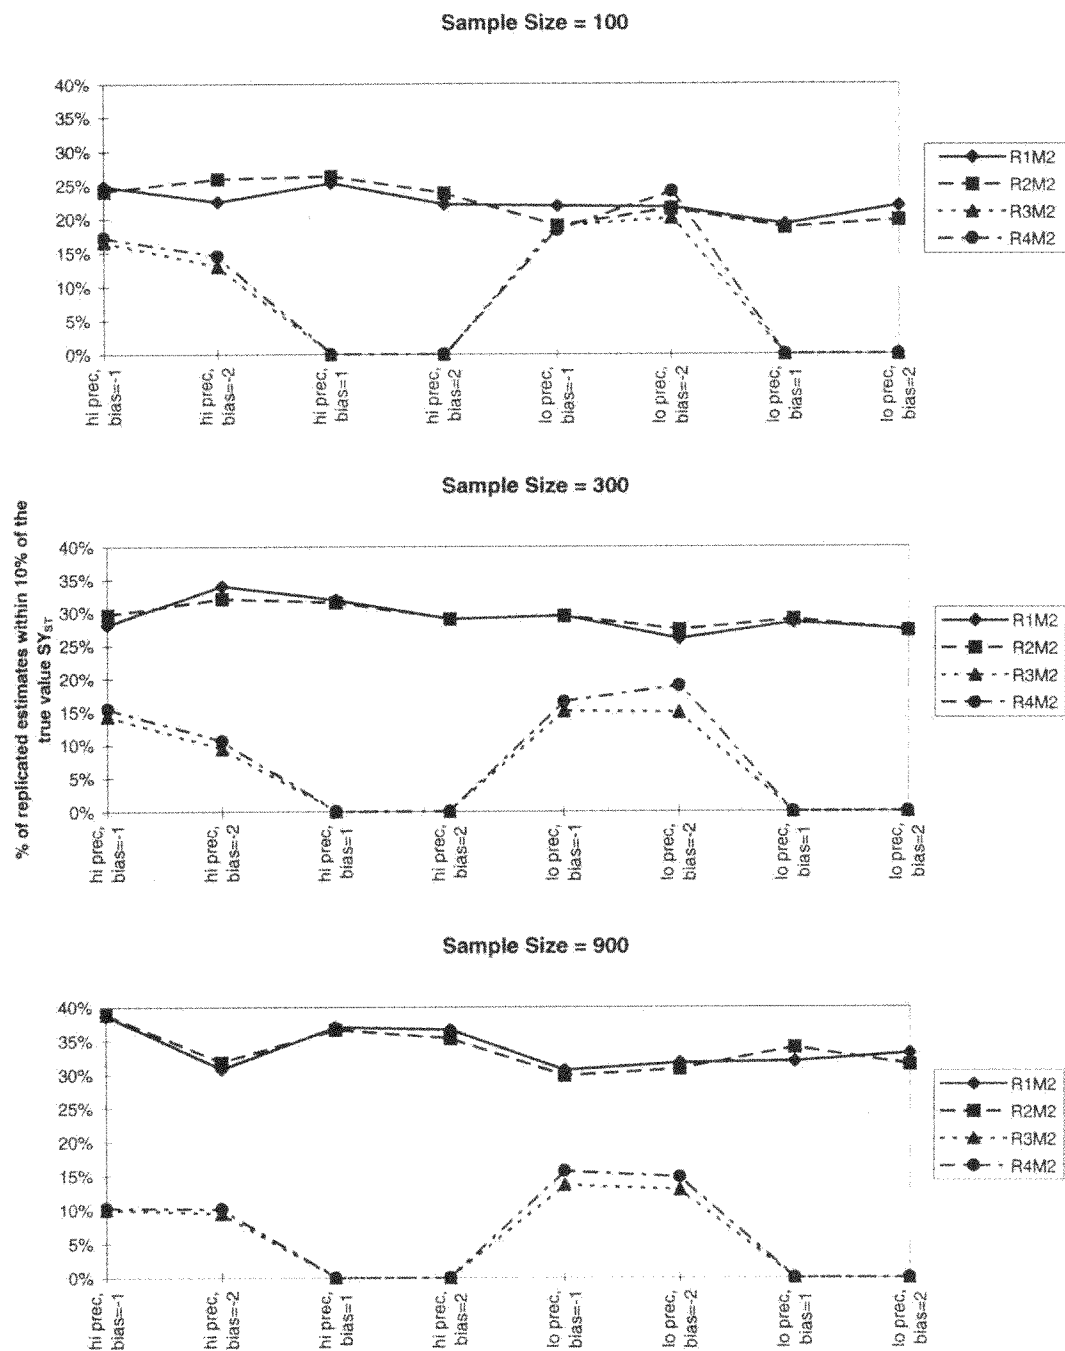 Sample Size = 100
40%
35%
30%
25%
20%
15%
10%
5%
0%
hi prec,
bias=-1
hi prec,
bias=-2
hi prec,
bias=1
hi prec,
bias=2
lo prec,
bias=-1
lo prec,
bias=-2
lo prec,
bias=1
lo prec,
bias=2
R1M2
R2M2
R3M2
R4M2
% of replicated estimates within 10% of the
true value SY_ST
Sample Size = 300
40%
35%
30%
25%
20%
15%
10%
5%
0%
hi prec,
bias=-1
hi prec,
bias=-2
hi prec,
bias=1
hi prec,
bias=2
lo prec,
bias=-1
lo prec,
bias=-2
lo prec,
bias=1
lo prec,
bias=2
R1M2
R2M2
R3M2
R4M2
Sample Size = 900
40%
35%
30%
25%
20%
15%
10%
5%
0%
hi prec,
bias=-1
hi prec,
bias=-2
hi prec,
bias=1
hi prec,
bias=2
lo prec,
bias=-1
lo prec,
bias=-2
lo prec,
bias=1
lo prec,
bias=2
R1M2
R2M2
R3M2
R4M2